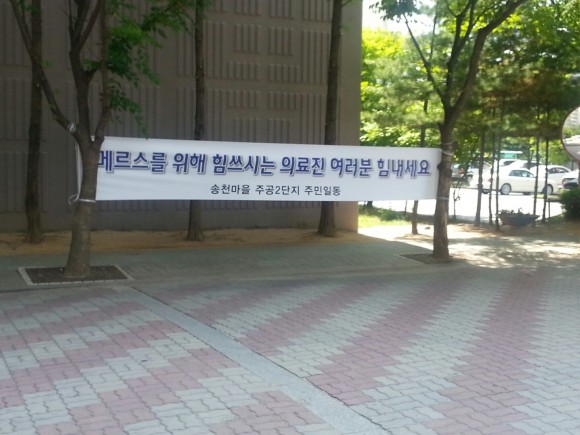 메르스를 위해 힘쓰시는 의료진 여러분 힘내세요
송천마을 주공2단지 주민일동